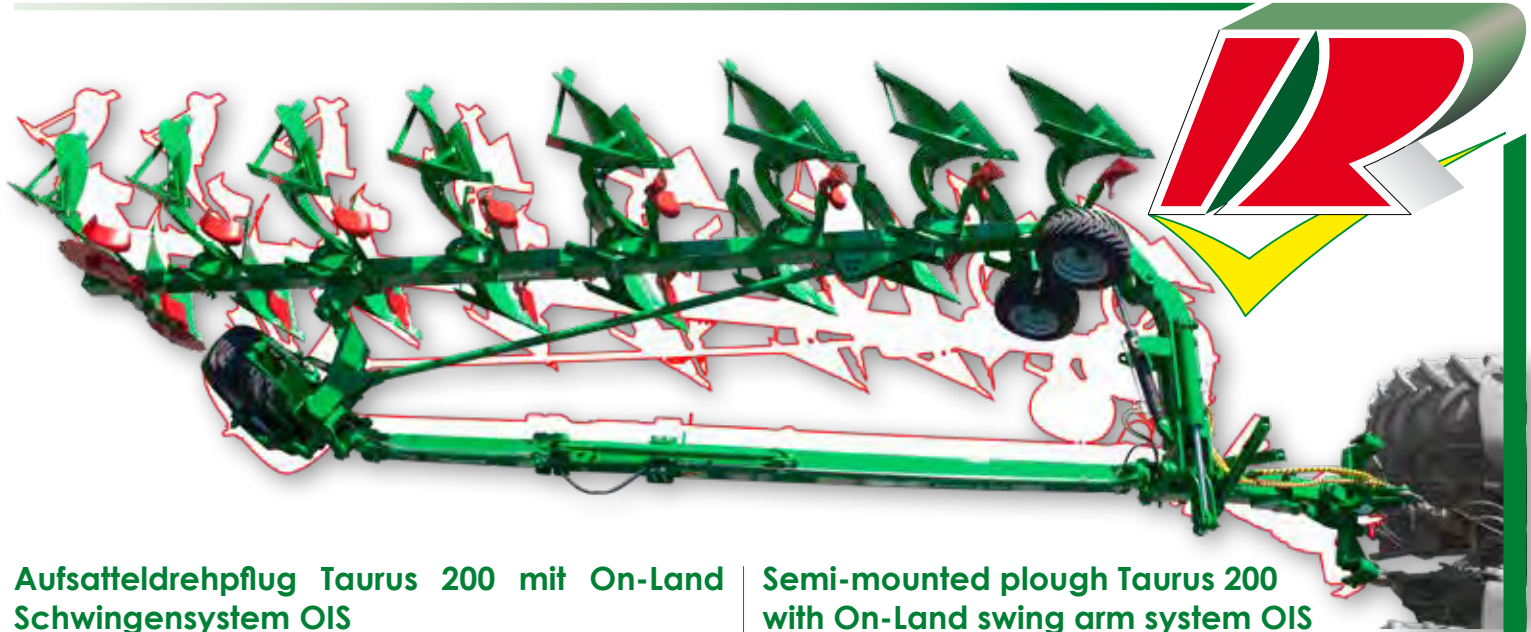 Aufsatteldrehpflug Taurus 200 mit On-Land
Schwingensystem OIS
Semi-mounted plough Taurus 200
with On-Land swing arm system OIS